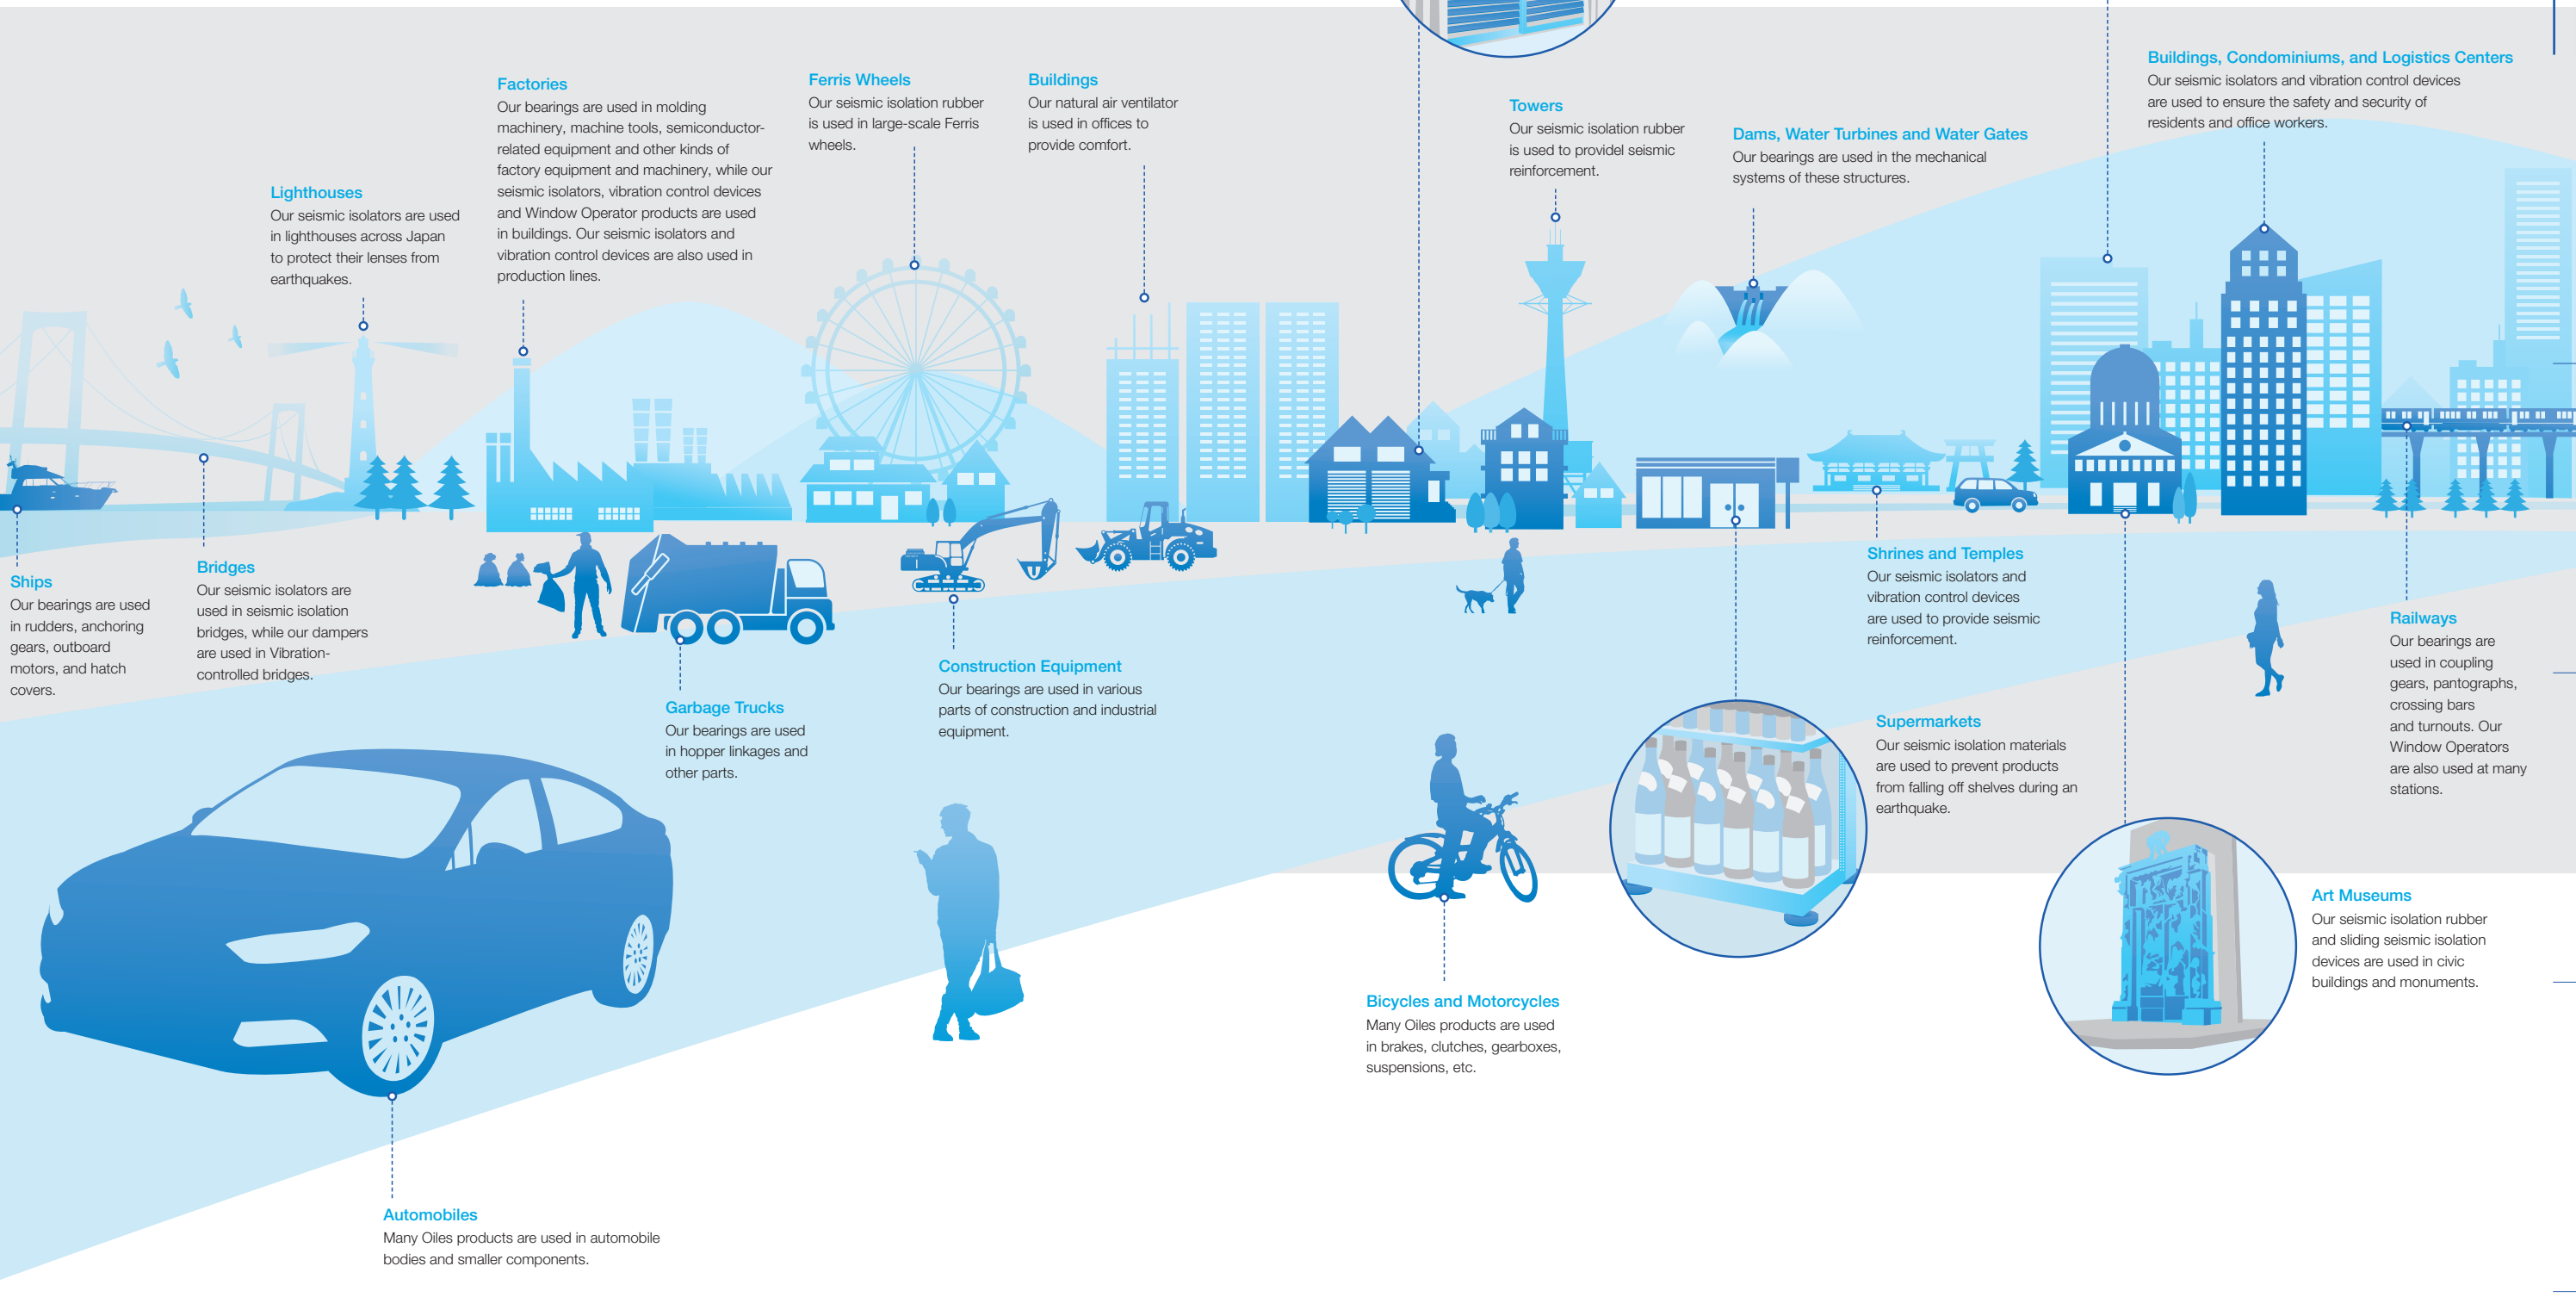 Factories
Our bearings are used in molding
machinery, machine tools, semiconductor-
related equipment and other kinds of
factory equipment and machinery, while our
seismic isolators, vibration control devices
and Window Operator products are used
in buildings. Our seismic isolators and
vibration control devices are also used in
production lines.
Ferris Wheels
Our seismic isolation rubber
is used in large-scale Ferris
wheels.
Buildings
Our natural air ventilator
is used in offices to
provide comfort.
Towers
Our seismic isolation rubber
is used to providel seismic
reinforcement.
Dams, Water Turbines and Water Gates
Our bearings are used in the mechanical
systems of these structures.
Buildings, Condominiums, and Logistics Centers
Our seismic isolators and vibration control devices
are used to ensure the safety and security of
residents and office workers.
Lighthouses
Our seismic isolators are used
in lighthouses across Japan
to protect their lenses from
earthquakes.
Ships
Our bearings are used
in rudders, anchoring
gears, outboard
motors, and hatch
covers.
Bridges
Our seismic isolators are
used in seismic isolation
bridges, while our dampers
are used in Vibration-
controlled bridges.
Garbage Trucks
Our bearings are used
in hopper linkages and
other parts.
Construction Equipment
Our bearings are used in various
parts of construction and industrial
equipment.
Shrines and Temples
Our seismic isolators and
vibration control devices
are used to provide seismic
reinforcement.
Supermarkets
Our seismic isolation materials
are used to prevent products
from falling off shelves during an
earthquake.
Railways
Our bearings are
used in coupling
gears, pantographs,
crossing bars
and turnouts. Our
Window Operators
are also used at many
stations.
Art Museums
Our seismic isolation rubber
and sliding seismic isolation
devices are used in civic
buildings and monuments.
Bicycles and Motorcycles
Many Oiles products are used
in brakes, clutches, gearboxes,
suspensions, etc.
Automobiles
Many Oiles products are used in automobile
bodies and smaller components.